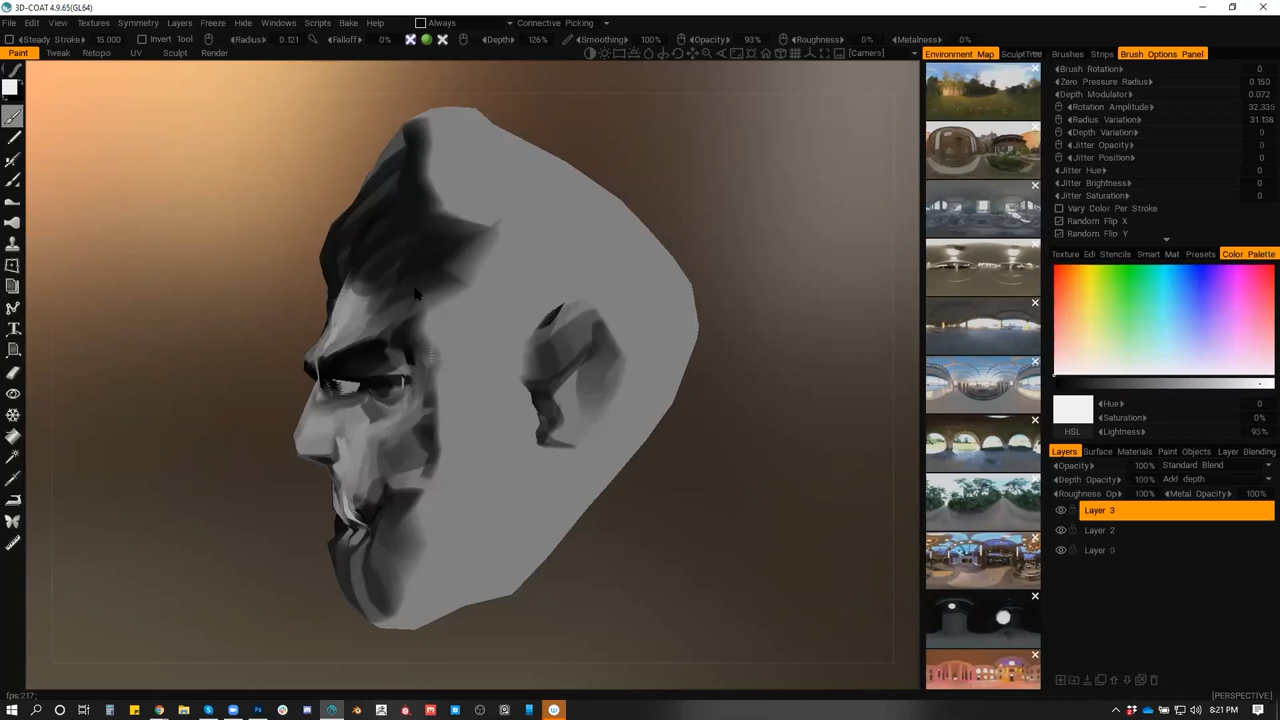 3D-COAT 4.9.65(GL64)
File Edit View Textures Symmetry Layers Freeze Hide Windows Scripts Bake Help Always Connective Picking
Steady Stroke 15.000 Invert Tool Radius: 0.121 Falloff 0% Depth: 126% Smoothing: 100% Opacity: 93% Roughness: 0% Metalness: 0%
Paint Tweak Retopo UV Sculpt Render [Camera]
Environment Map SculptTree Brushes Strips Brush Options Panel
Brush Rotation 0
Zero Pressure Radius 0.150
Depth Modulator 0.072
Rotation Amplitude 32.335
Radius Variation 31.138
Depth Variation 0
Jitter Opacity 0
Jitter Position 0
Jitter Hue 0
Jitter Brightness 0
Jitter Saturation 0
Vary Color Per Stroke
Random Flip X
Random Flip Y
Texture Edi Stencils Smart Mat Presets Color Palette
Hue 0
Saturation 0%
HSL Lightness 93%
Layers Surface Materials Paint Objects Layer Blending
Opacity 100% Standard Blend
Depth Opacity 100% Add depth
Roughness Op 100% Metal Opacity 100%
Layer 3
Layer 2
Layer 0
fps:217; [PERSPECTIVE]
8:21 PM